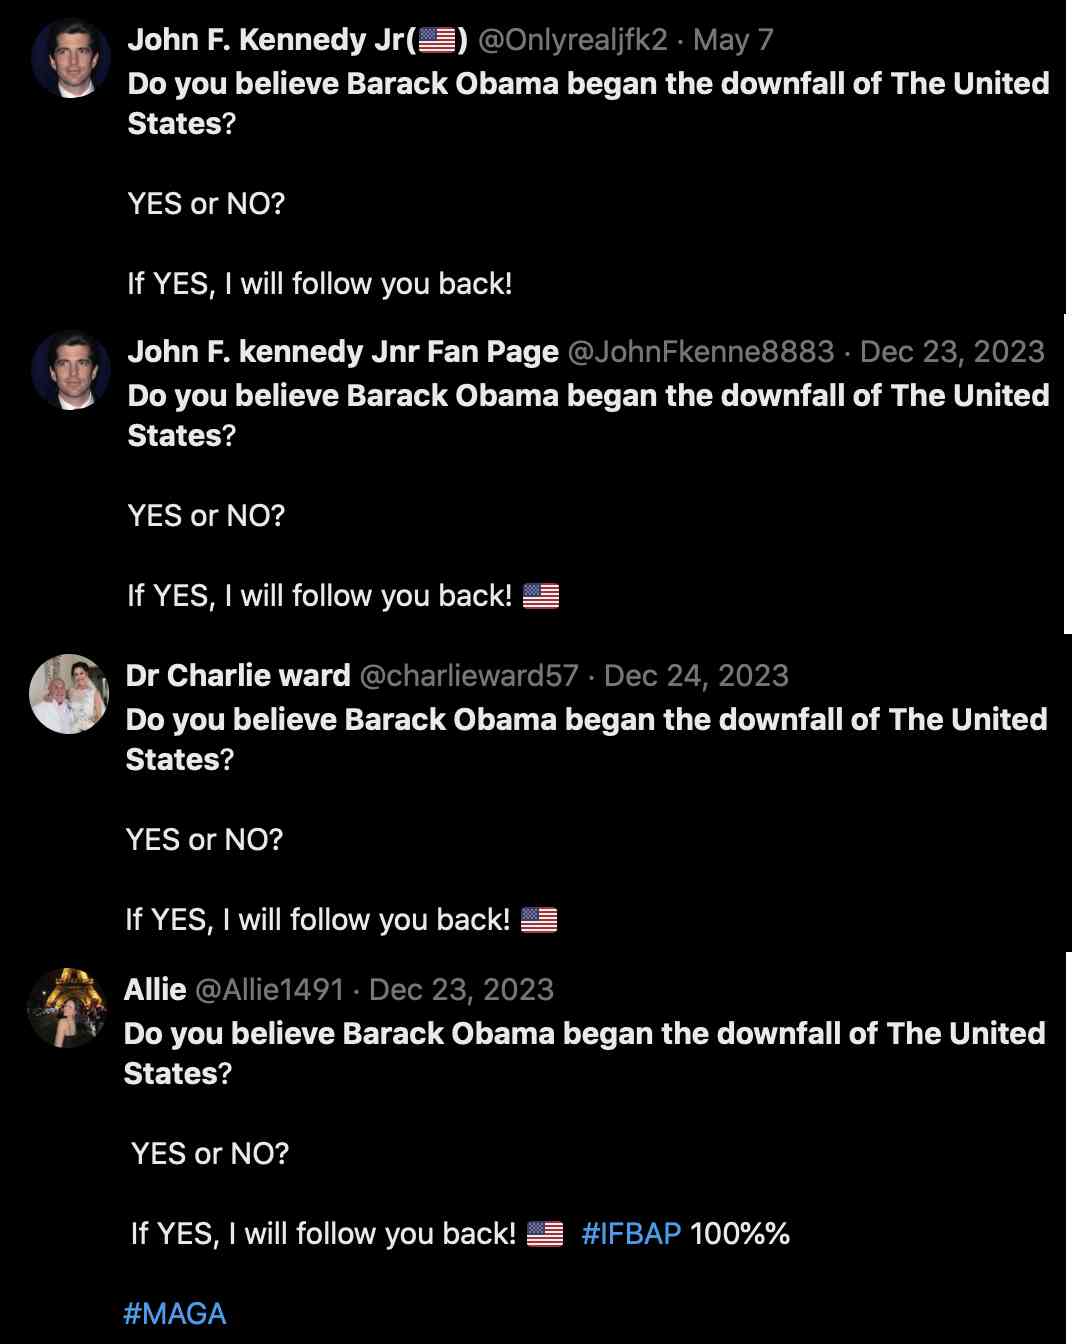 John F. Kennedy Jr(🇺🇸) @Onlyrealjfk2 · May 7
Do you believe Barack Obama began the downfall of The United
States?
YES or NO?
If YES, I will follow you back!
John F. kennedy Jnr Fan Page @JohnFkenne8883 · Dec 23, 2023
Do you believe Barack Obama began the downfall of The United
States?
YES or NO?
If YES, I will follow you back! 🇺🇸
Dr Charlie ward @charlieward57 · Dec 24, 2023
Do you believe Barack Obama began the downfall of The United
States?
YES or NO?
If YES, I will follow you back! 🇺🇸
Allie @Allie1491 · Dec 23, 2023
Do you believe Barack Obama began the downfall of The United
States?
YES or NO?
If YES, I will follow you back! 🇺🇸 #IFBAP 100%%
#MAGA